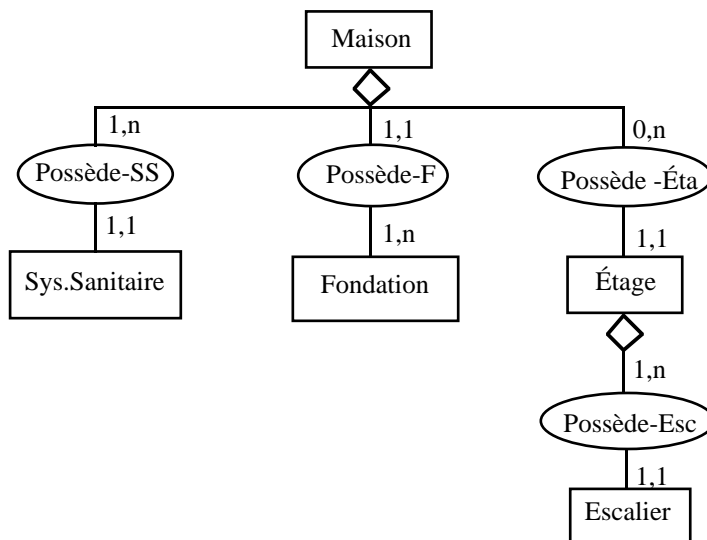 Maison
1,n
1,1
0,n
Possède-SS
Possède-F
Possède -Éta
1,1
1,n
1,1
Sys.Sanitaire
Fondation
Étage
1,n
Possède-Esc
1,1
Escalier